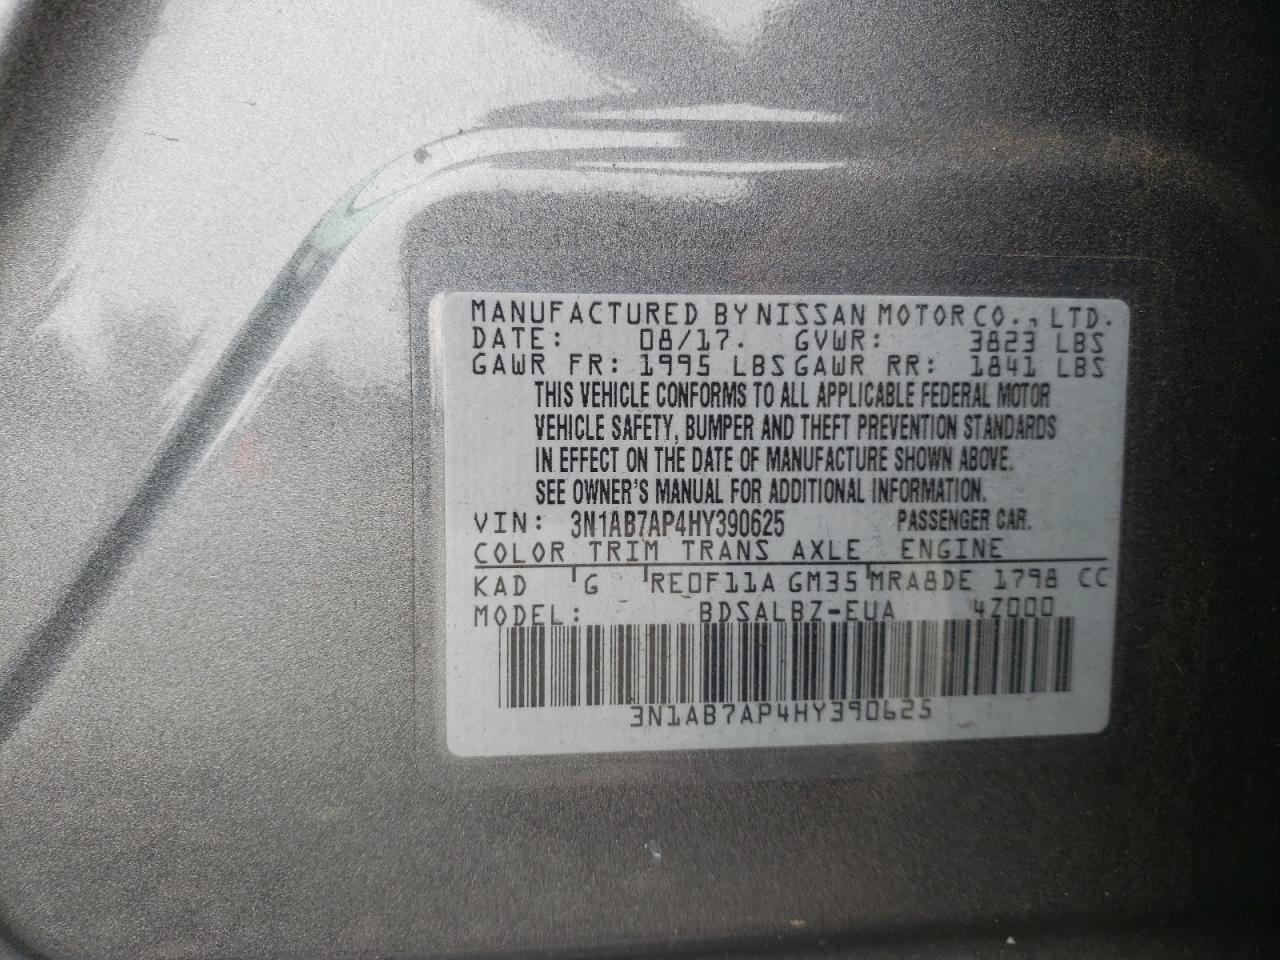 MANUFACTURED BY NISSAN MOTOR CO., LTD.
DATE: 08/17. GVWR: 3823 LBS
GAWR FR: 1995 LBS GAWR RR: 1841 LBS
THIS VEHICLE CONFORMS TO ALL APPLICABLE FEDERAL MOTOR
VEHICLE SAFETY, BUMPER AND THEFT PREVENTION STANDARDS
IN EFFECT ON THE DATE OF MANUFACTURE SHOWN ABOVE.
SEE OWNER'S MANUAL FOR ADDITIONAL INFORMATION.
VIN: 3N1AB7AP4HY390625 PASSENGER CAR.
COLOR TRIM TRANS AXLE ENGINE
KAD G RE0F11A GM35 MRA8DE 1798 CC
MODEL: BDSALBZ-EUA 4Z000
3N1AB7AP4HY390625